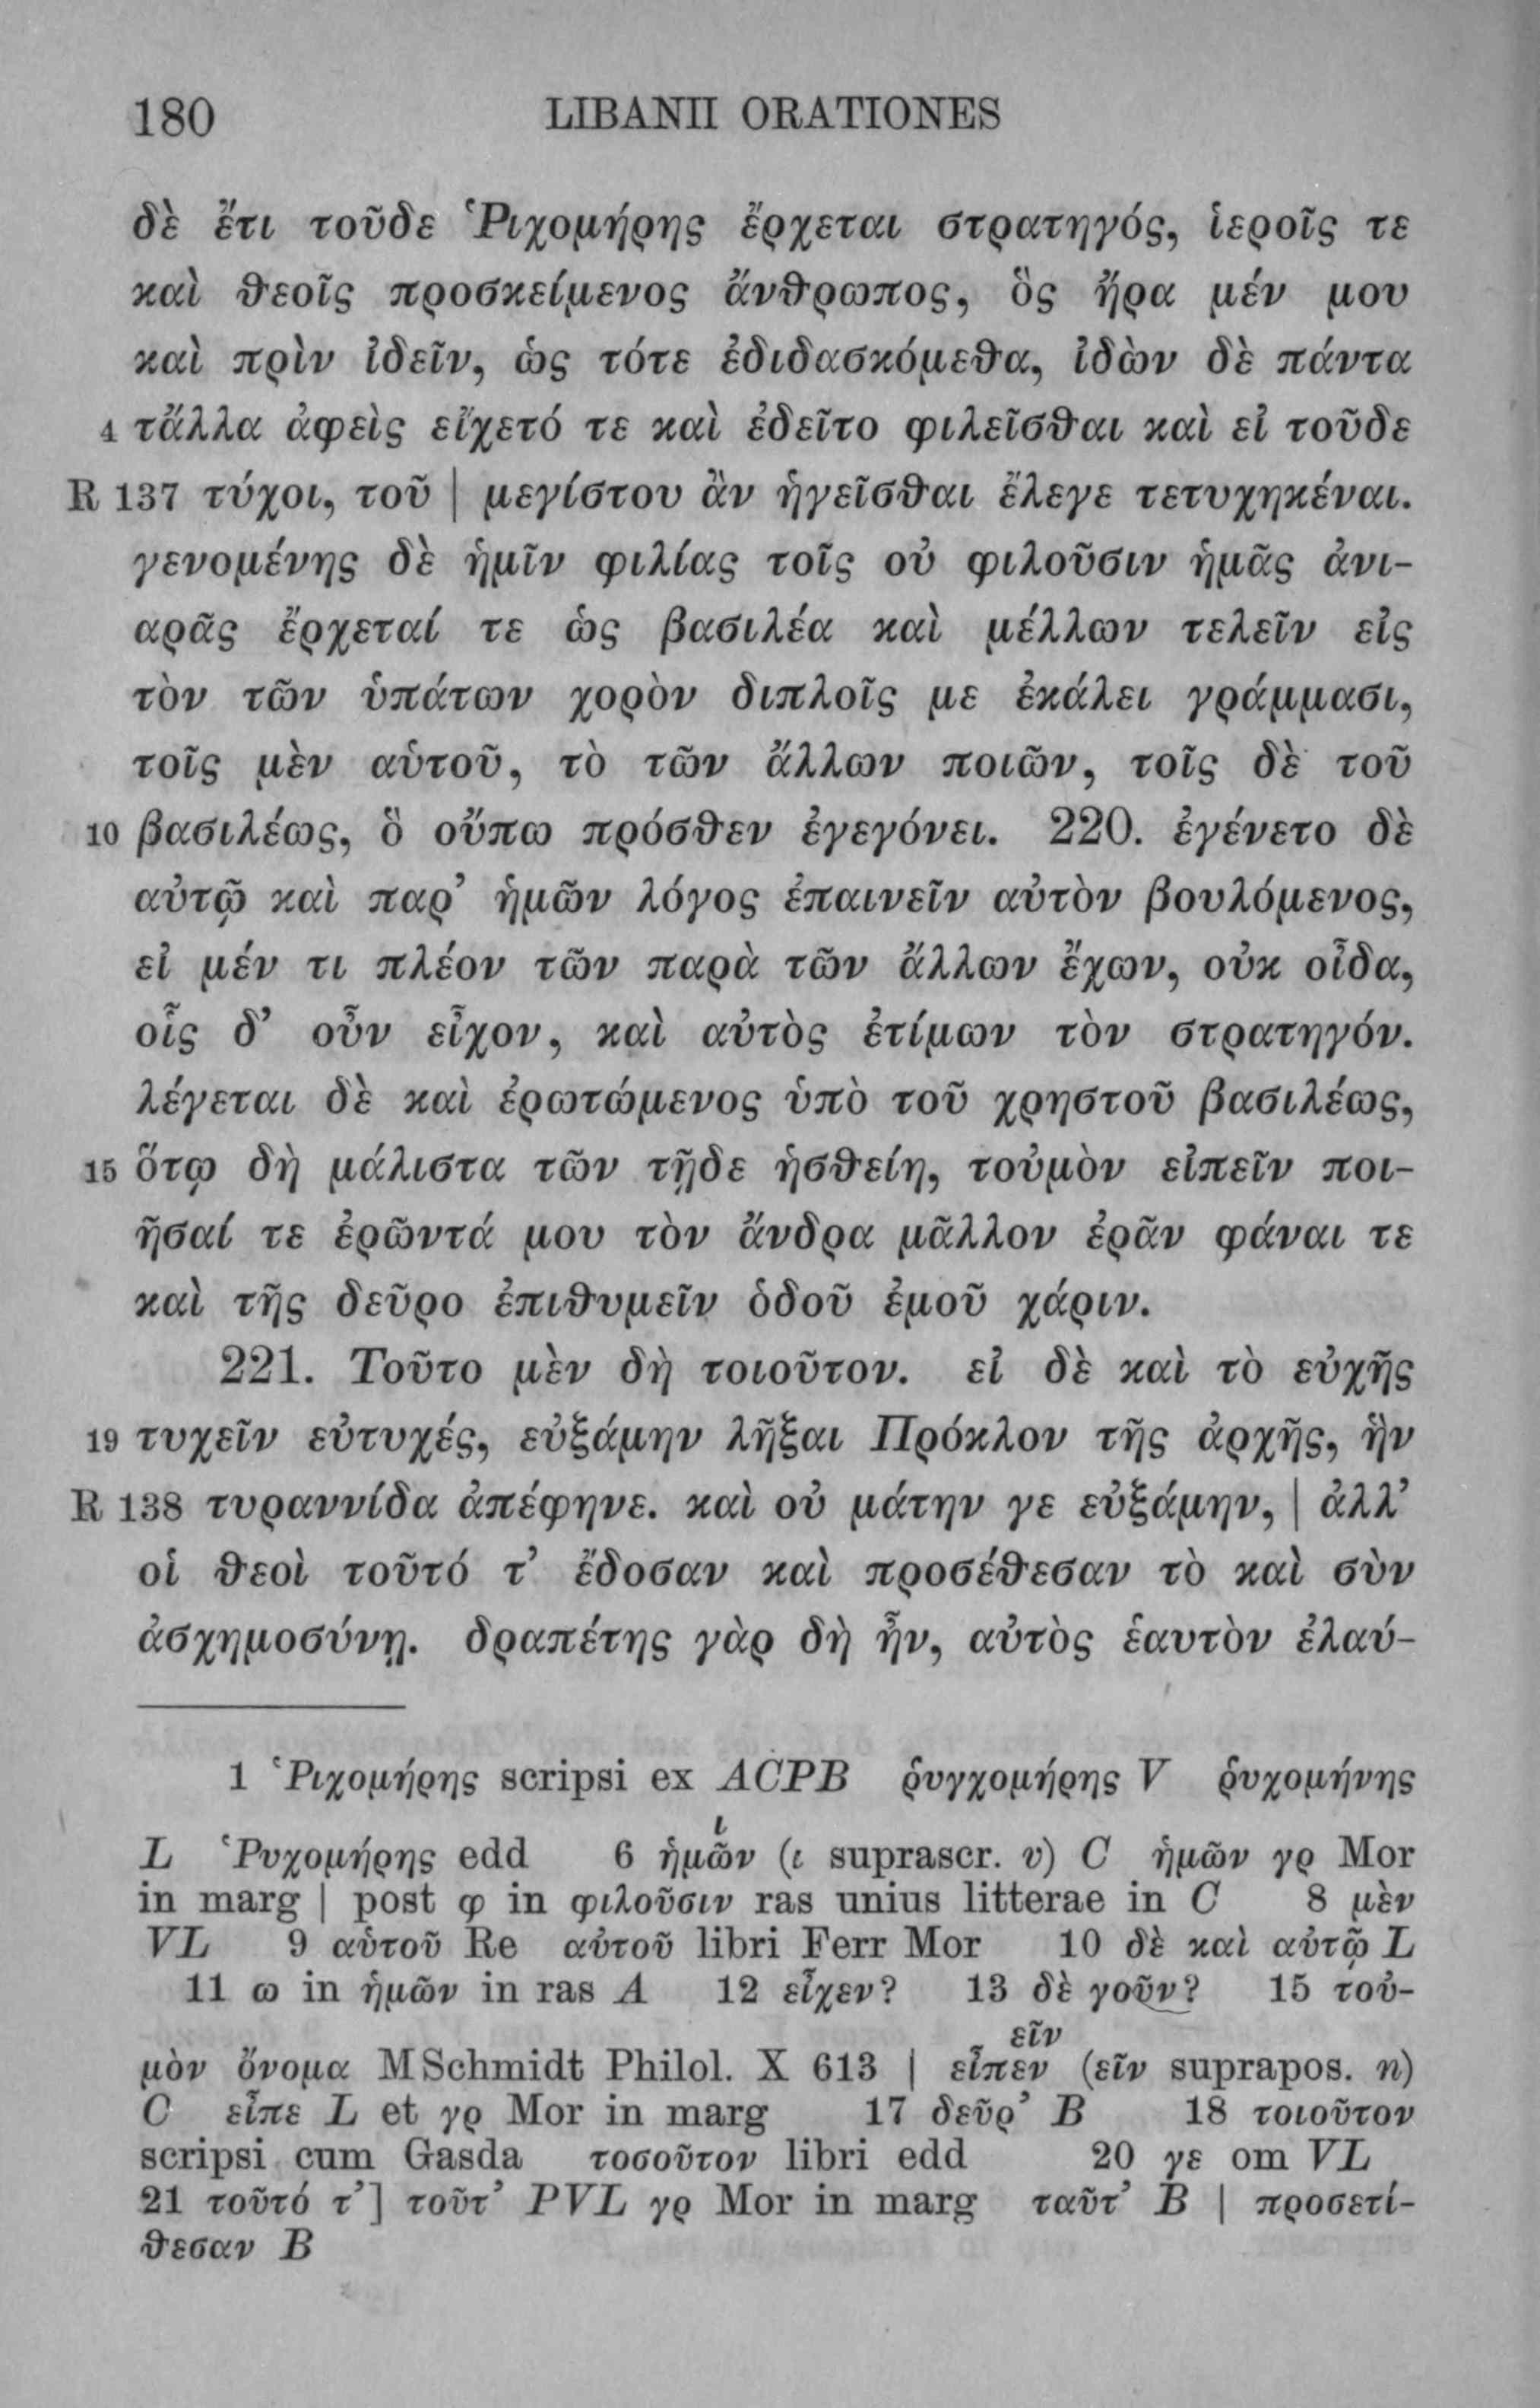 180 LIBANII ORATIONES
δὲ ἔτι τοῦδε Ῥιχομήρης ἔρχεται στρατηγός, ἱεροῖς τε
καὶ θεοῖς προσκείμενος ἄνθρωπος, ὃς ἤρα μέν μου
καὶ πρὶν ἰδεῖν, ὡς τότε ἐδιδασκόμεθα, ἰδὼν δὲ πάντα
4 τἄλλα ἀφεὶς εἴχετό τε καὶ ἐδεῖτο φιλεῖσθαι καὶ εἰ τοῦδε
R 137 τύχοι, τοῦ | μεγίστου ἂν ἡγεῖσθαι ἔλεγε τετυχηκέναι.
γενομένης δὲ ἡμῖν φιλίας τοῖς οὐ φιλοῦσιν ἡμᾶς ἀνι-
αρᾶς ἔρχεταί τε ὡς βασιλέα καὶ μέλλων τελεῖν εἰς
τὸν τῶν ὑπάτων χορὸν διπλοῖς με ἐκάλει γράμμασι,
τοῖς μὲν αὑτοῦ, τὸ τῶν ἄλλων ποιῶν, τοῖς δὲ τοῦ
10 βασιλέως, ὃ οὔπω πρόσθεν ἐγεγόνει. 220. ἐγένετο δὲ
αὐτῷ καὶ παρ’ ἡμῶν λόγος ἐπαινεῖν αὐτὸν βουλόμενος,
εἰ μέν τι πλέον τῶν παρὰ τῶν ἄλλων ἔχων, οὐκ οἶδα,
οἷς δ’ οὖν εἶχον, καὶ αὐτὸς ἐτίμων τὸν στρατηγόν.
λέγεται δὲ καὶ ἐρωτώμενος ὑπὸ τοῦ χρηστοῦ βασιλέως,
15 ὅτῳ δὴ μάλιστα τῶν τῇδε ἡσθείη, τοὐμὸν εἰπεῖν ποι-
ῆσαί τε ἐρῶντά μου τὸν ἄνδρα μᾶλλον ἐρᾶν φάναι τε
καὶ τῆς δεῦρο ἐπιθυμεῖν ὁδοῦ ἐμοῦ χάριν.
221. Τοῦτο μὲν δὴ τοιοῦτον. εἰ δὲ καὶ τὸ εὐχῆς
19 τυχεῖν εὐτυχές, εὐξάμην λῆξαι Πρόκλον τῆς ἀρχῆς, ἣν
R 138 τυραννίδα ἀπέφηνε. καὶ οὐ μάτην γε εὐξάμην, | ἀλλ’
οἱ θεοὶ τοῦτό τ’ ἔδοσαν καὶ προσέθεσαν τὸ καὶ σὺν
ἀσχημοσύνῃ. δραπέτης γὰρ δὴ ἦν, αὐτὸς ἑαυτὸν ἐλαύ-
1 Ῥιχομήρης scripsi ex ACPB ῥυγχομήρης V ῥυχομήνης
L Ῥυχομήρης edd 6 ἡμῶν (ι suprascr. υ) C ἡμῶν γρ Mor
in marg | post φ in φιλοῦσιν ras unius litterae in C 8 μὲν
VL 9 αὑτοῦ Re αὐτοῦ libri Ferr Mor 10 δὲ καὶ αὐτῷ L
11 ω in ἡμῶν in ras A 12 εἶχεν? 13 δὲ γοῦν? 15 τοὐ-
μὸν ὄνομα MSchmidt Philol. X 613 | εἶπεν (εῖν suprapos. n)
C εἶπε L et γρ Mor in marg 17 δεῦρ’ B 18 τοιοῦτον
scripsi cum Gasda τοσοῦτον libri edd 20 γε om VL
21 τοῦτό τ’] τοῦτ’ PVL γρ Mor in marg ταῦτ’ B | προσετί-
θεσαν B